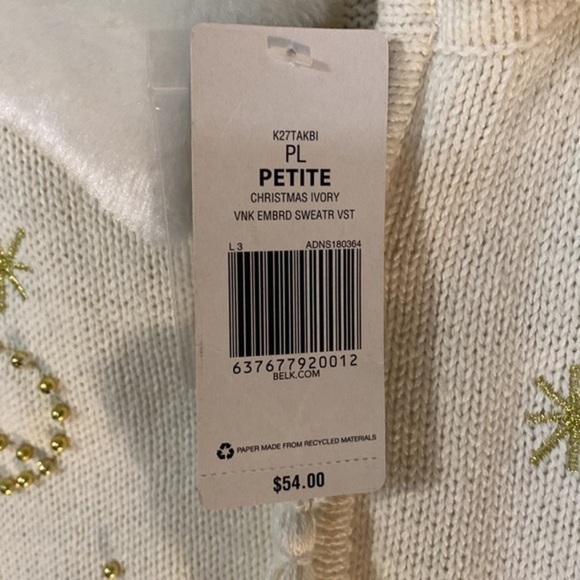 K27TAKBI
PL
PETITE
CHRISTMAS IVORY
VNK EMBRD SWEATR VST
L 3 ADNS180364
637677920012
BELK.COM
PAPER MADE FROM RECYCLED MATERIALS
$54.00